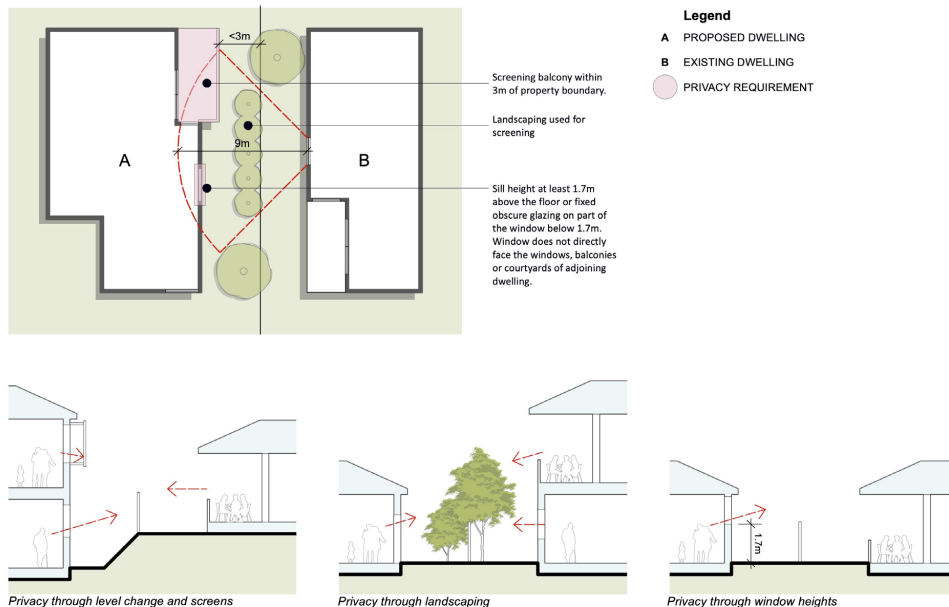 <3m
Legend
A PROPOSED DWELLING
B EXISTING DWELLING
PRIVACY REQUIREMENT
Screening balcony within
3m of property boundary.
Landscaping used for
screening
9m
A
B
Sill height at least 1.7m
above the floor or fixed
obscure glazing on part of
the window below 1.7m.
Window does not directly
face the windows, balconies
or courtyards of adjoining
dwelling.
1.7m
Privacy through level change and screens
Privacy through landscaping
Privacy through window heights